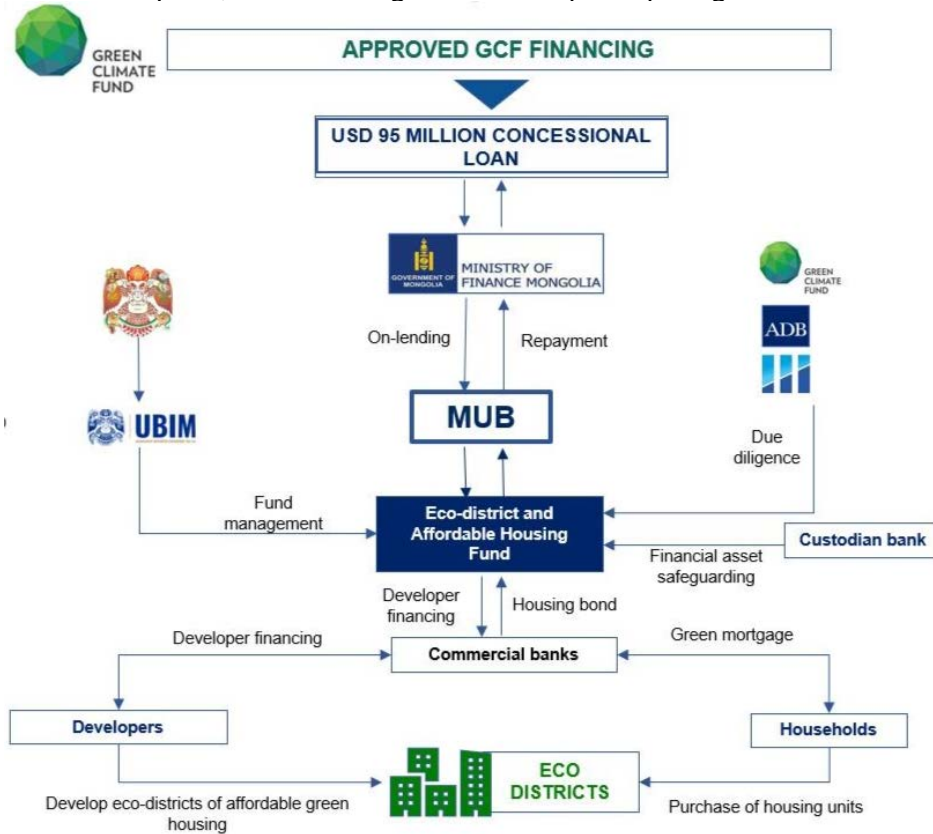 GREEN
CLIMATE
FUND
APPROVED GCF FINANCING
USD 95 MILLION CONCESSIONAL
LOAN
GOVERNMENT OF
MONGOLIA
MINISTRY OF
FINANCE MONGOLIA
GREEN
CLIMATE
FUND
ADB
On-lending
Repayment
UBIM
MUB
Due
diligence
Fund
management
Eco-district and
Affordable Housing
Fund
Custodian bank
Financial asset
safeguarding
Developer
financing
Housing bond
Developer financing
Green mortgage
Commercial banks
Developers
Households
ECO
DISTRICTS
Develop eco-districts of affordable green
housing
Purchase of housing units